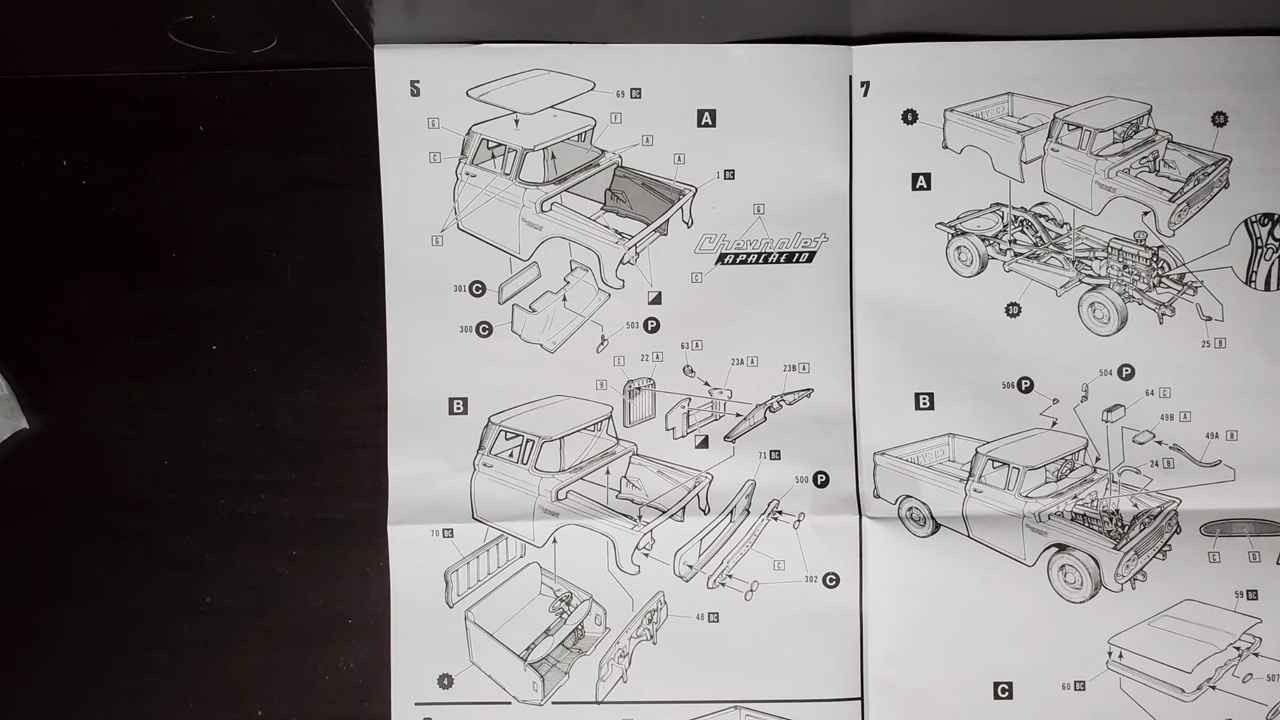 5
69 BC
G
F
A
A
C
A
1 BC
G
G
Chevrolet
APACHE 10
C
301 C
300 C
503 P
63 A
I
22 A
23A A
23B A
B
B
71 BC
500 P
70 BC
C
302 C
48 BC
4
7
6
5B
A
3D
25 B
504 P
506 P
64 C
B
49B A
49A B
24 B
C
D
59 BC
C
60 BC
507